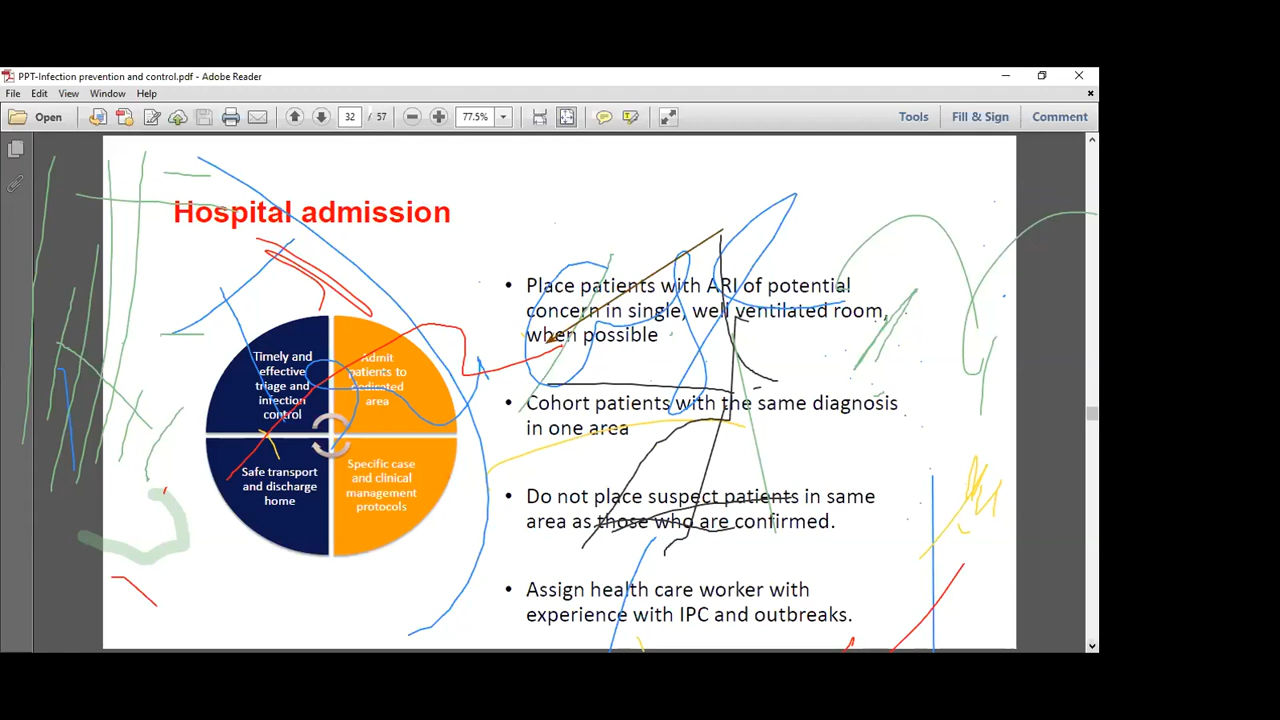 PPT-Infection prevention and control.pdf - Adobe Reader
File Edit View Window Help
Open 32 / 57 77.5% Tools Fill & Sign Comment
Hospital admission
Timely and
effective
triage and
infection
control
Admit
patients to
dedicated
area
Safe transport
and discharge
home
Specific case
and clinical
management
protocols
• Place patients with ARI of potential
concern in single, well ventilated room,
when possible
• Cohort patients with the same diagnosis
in one area
• Do not place suspect patients in same
area as those who are confirmed.
• Assign health care worker with
experience with IPC and outbreaks.